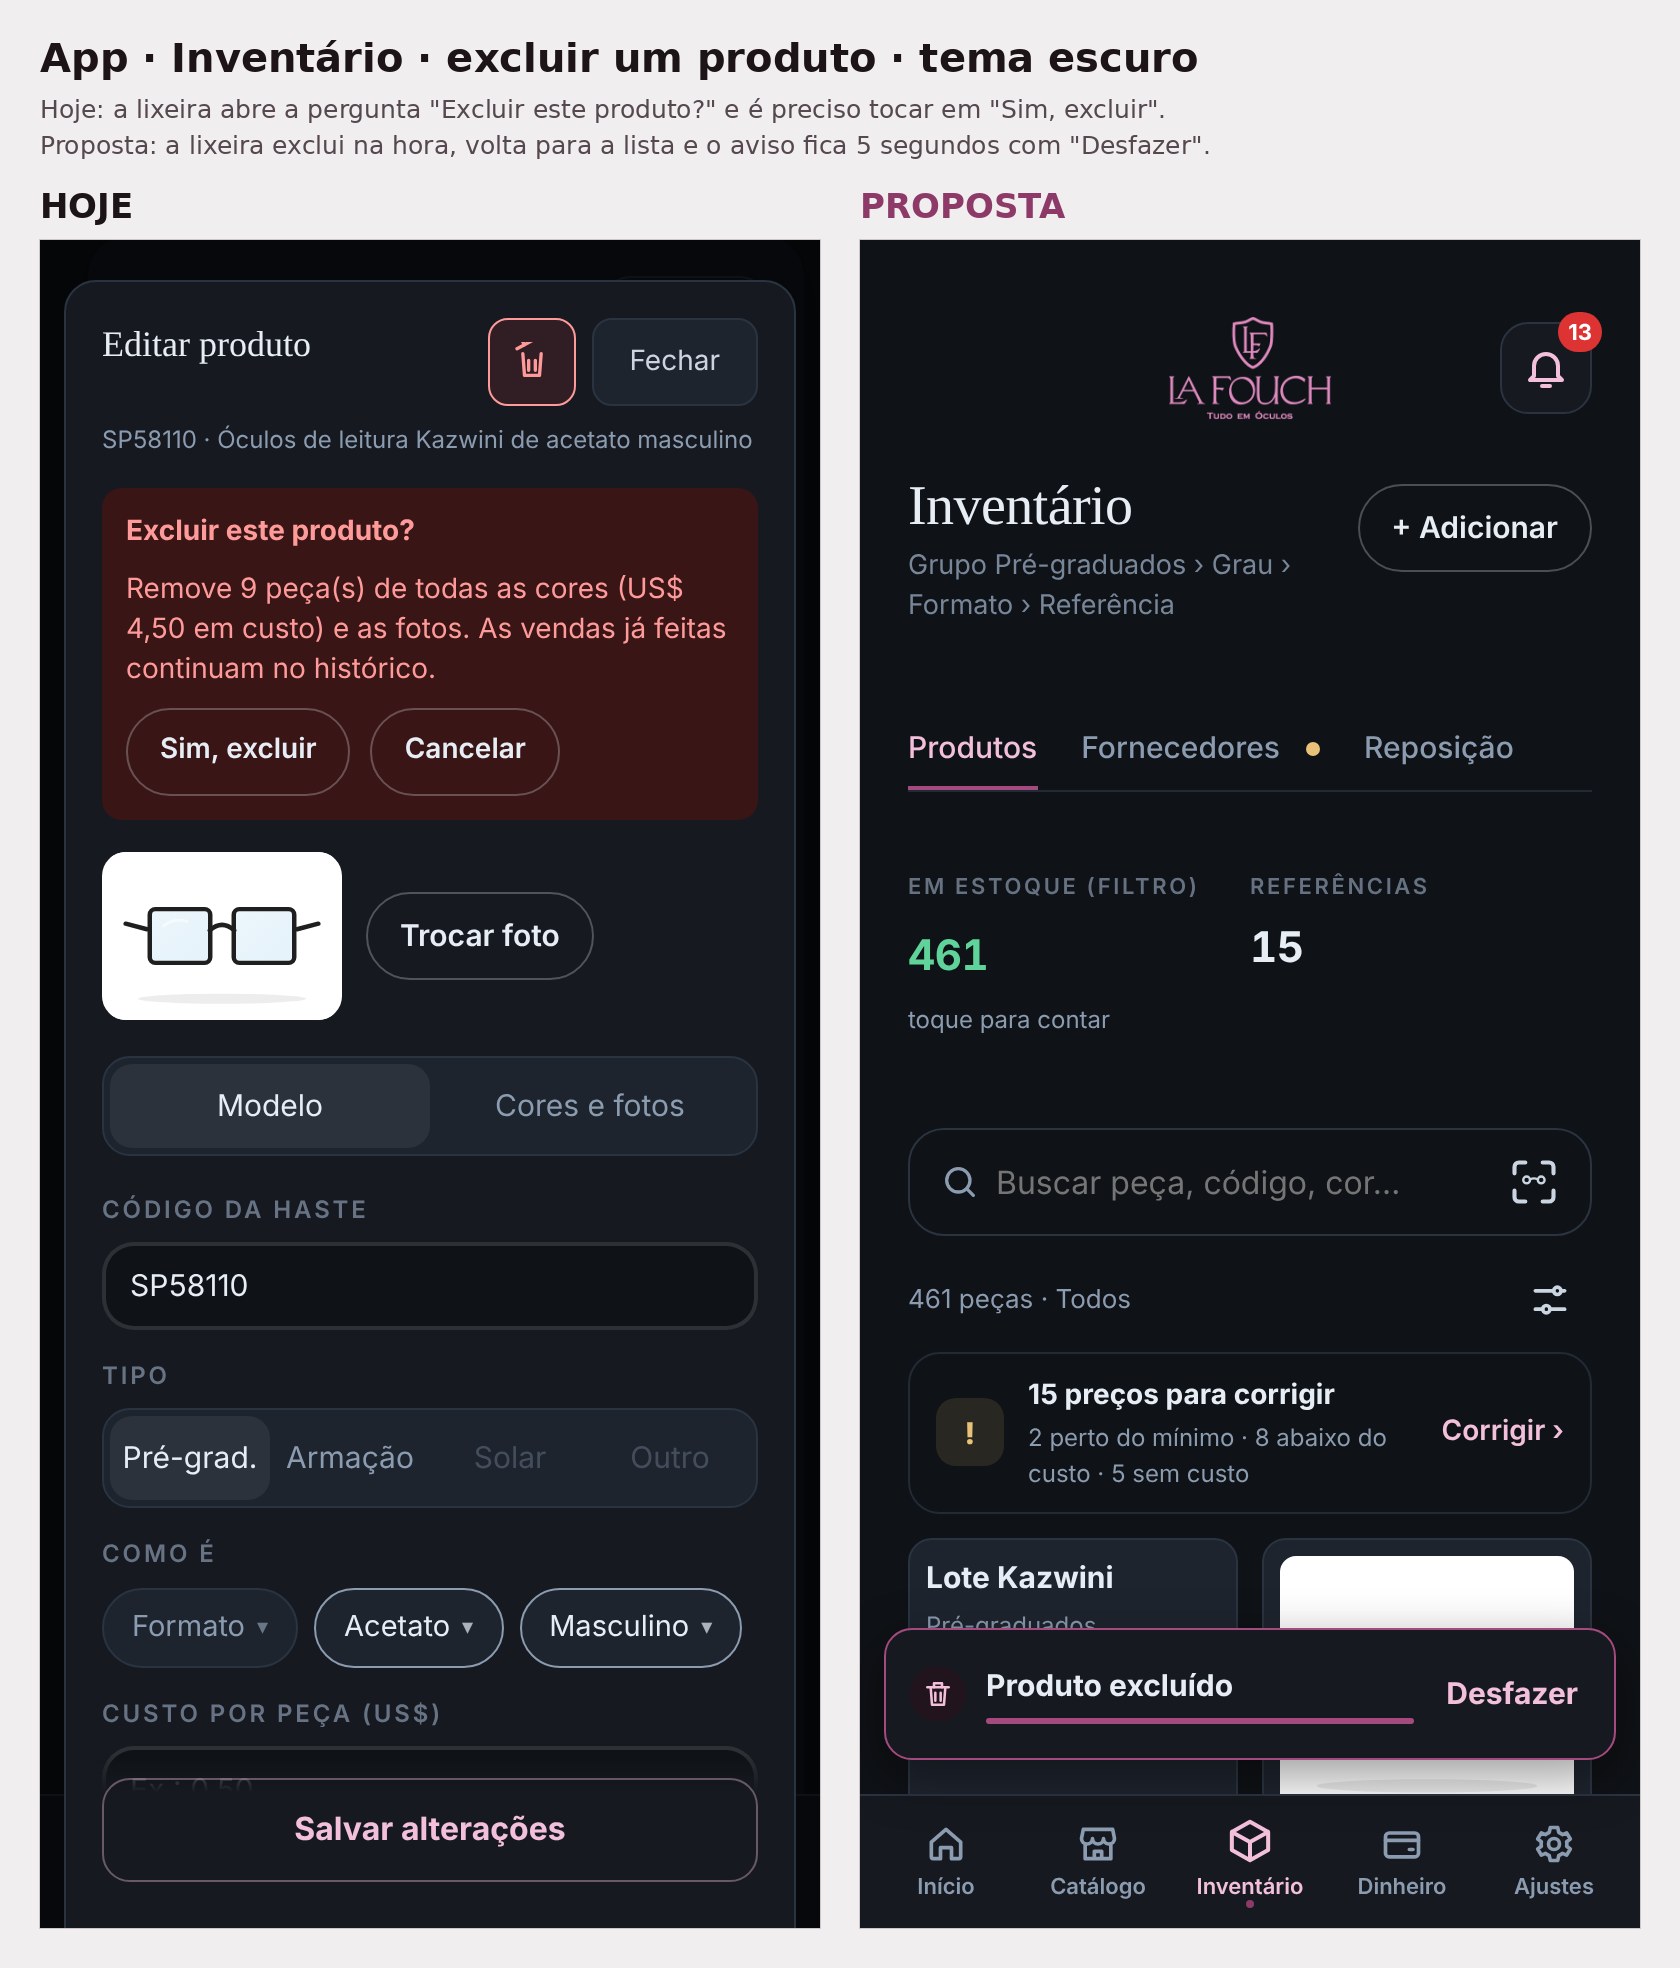 App · Inventário · excluir um produto · tema escuro
Hoje: a lixeira abre a pergunta "Excluir este produto?" e é preciso tocar em "Sim, excluir".
Proposta: a lixeira exclui na hora, volta para a lista e o aviso fica 5 segundos com "Desfazer".
HOJE
Editar produto
Fechar
SP58110 · Óculos de leitura Kazwini de acetato masculino
Excluir este produto?
Remove 9 peça(s) de todas as cores (US$
4,50 em custo) e as fotos. As vendas já feitas
continuam no histórico.
Sim, excluir
Cancelar
Trocar foto
Modelo
Cores e fotos
CÓDIGO DA HASTE
SP58110
TIPO
Pré-grad.
Armação
Solar
Outro
COMO É
Formato ▾
Acetato ▾
Masculino ▾
CUSTO POR PEÇA (US$)
Ex.: 0,50
Salvar alterações
PROPOSTA
LF
LA FOUCH
TUDO EM ÓCULOS
13
Inventário
+ Adicionar
Grupo Pré-graduados › Grau ›
Formato › Referência
Produtos
Fornecedores
Reposição
EM ESTOQUE (FILTRO)
REFERÊNCIAS
461
15
toque para contar
Buscar peça, código, cor...
461 peças · Todos
!
15 preços para corrigir
2 perto do mínimo · 8 abaixo do
custo · 5 sem custo
Corrigir ›
Lote Kazwini
Pré-graduados
Produto excluído
Desfazer
Início
Catálogo
Inventário
Dinheiro
Ajustes